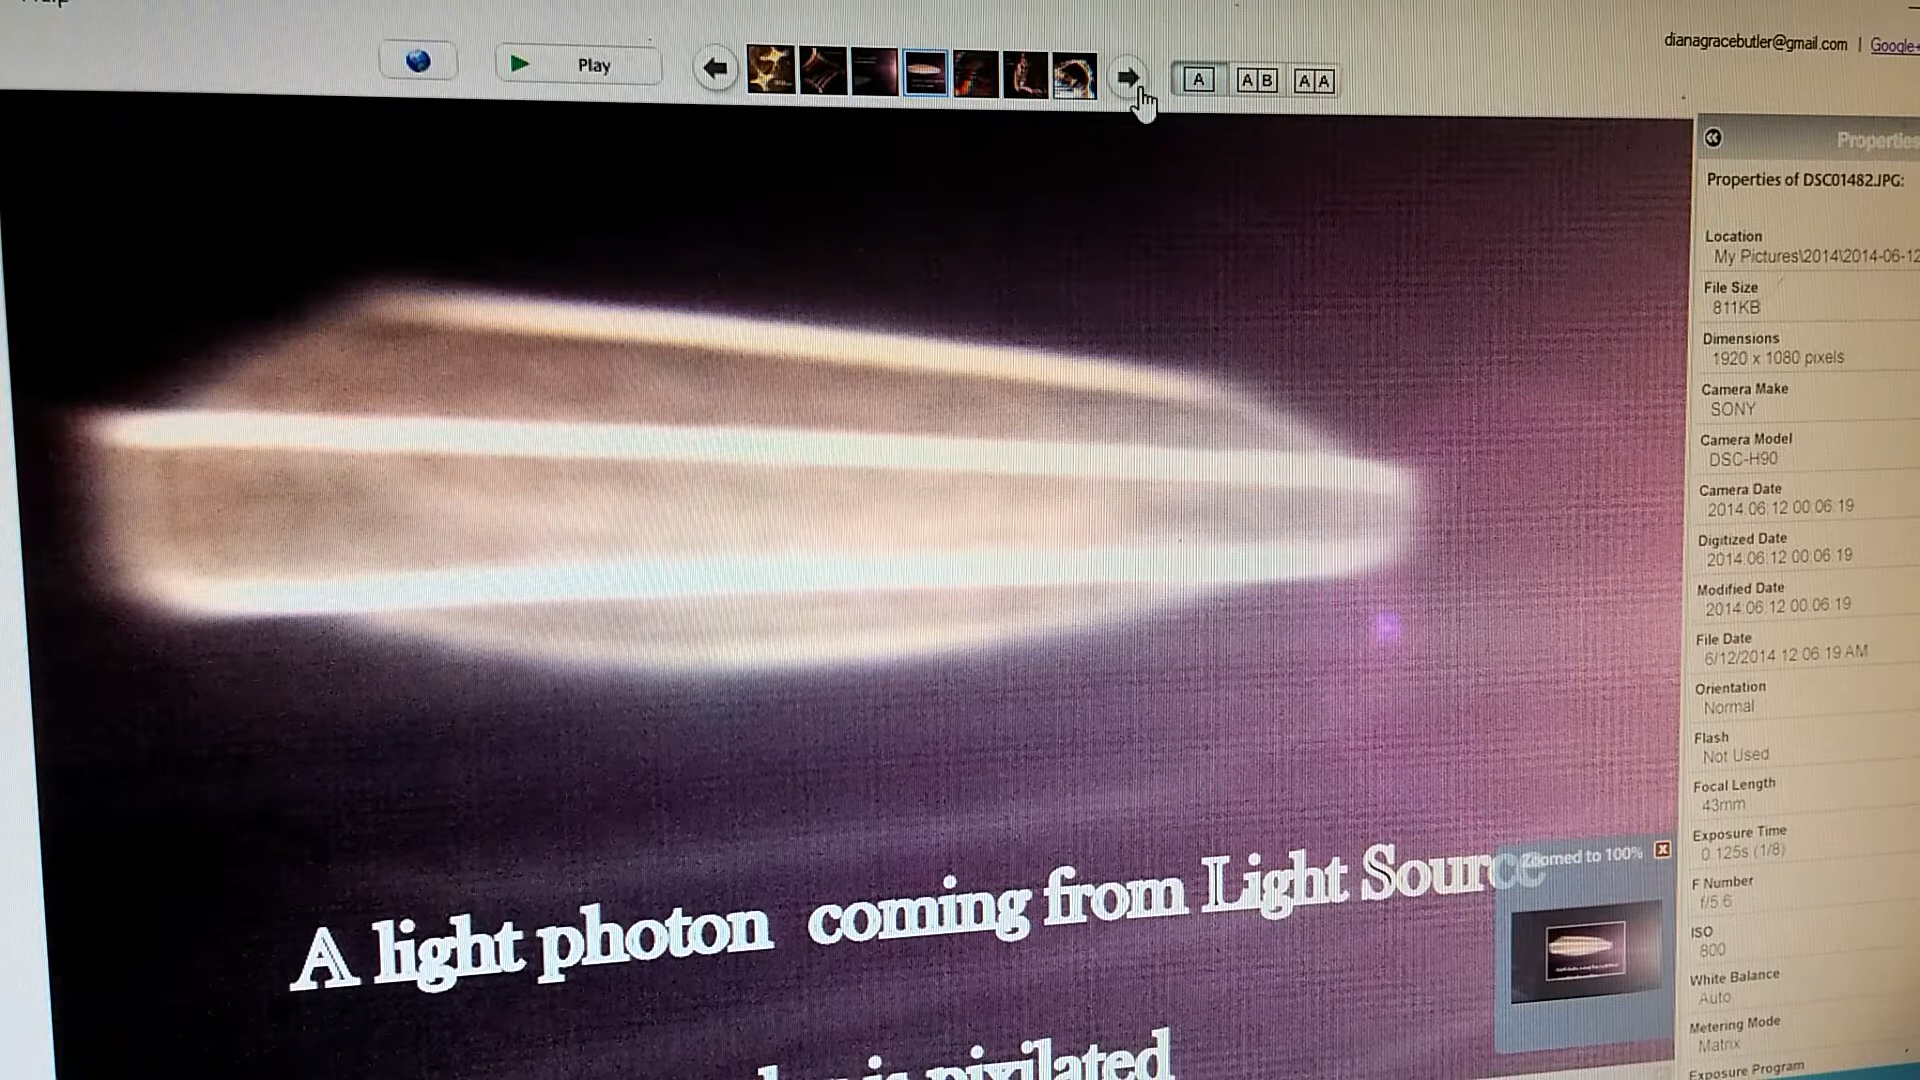 Play
A
A B
A A
dianagracebutler@gmail.com |
Properties
Properties of DSC01482.JPG:
Location
My Pictures\2014\2014-06-12
File Size
811KB
Dimensions
1920 x 1080 pixels
Camera Make
SONY
Camera Model
DSC-H90
Camera Date
2014:06:12 00:06:19
Digitized Date
2014:06:12 00:06:19
Modified Date
2014:06:12 00:06:19
File Date
6/12/2014 12:06:19 AM
Orientation
Normal
Flash
Not Used
Focal Length
43mm
Exposure Time
0.125s (1/8)
F Number
f/5.6
ISO
800
White Balance
Auto
Metering Mode
Matrix
Exposure Program
Zoomed to 100%
A light photon coming from Light Source
is pixilated